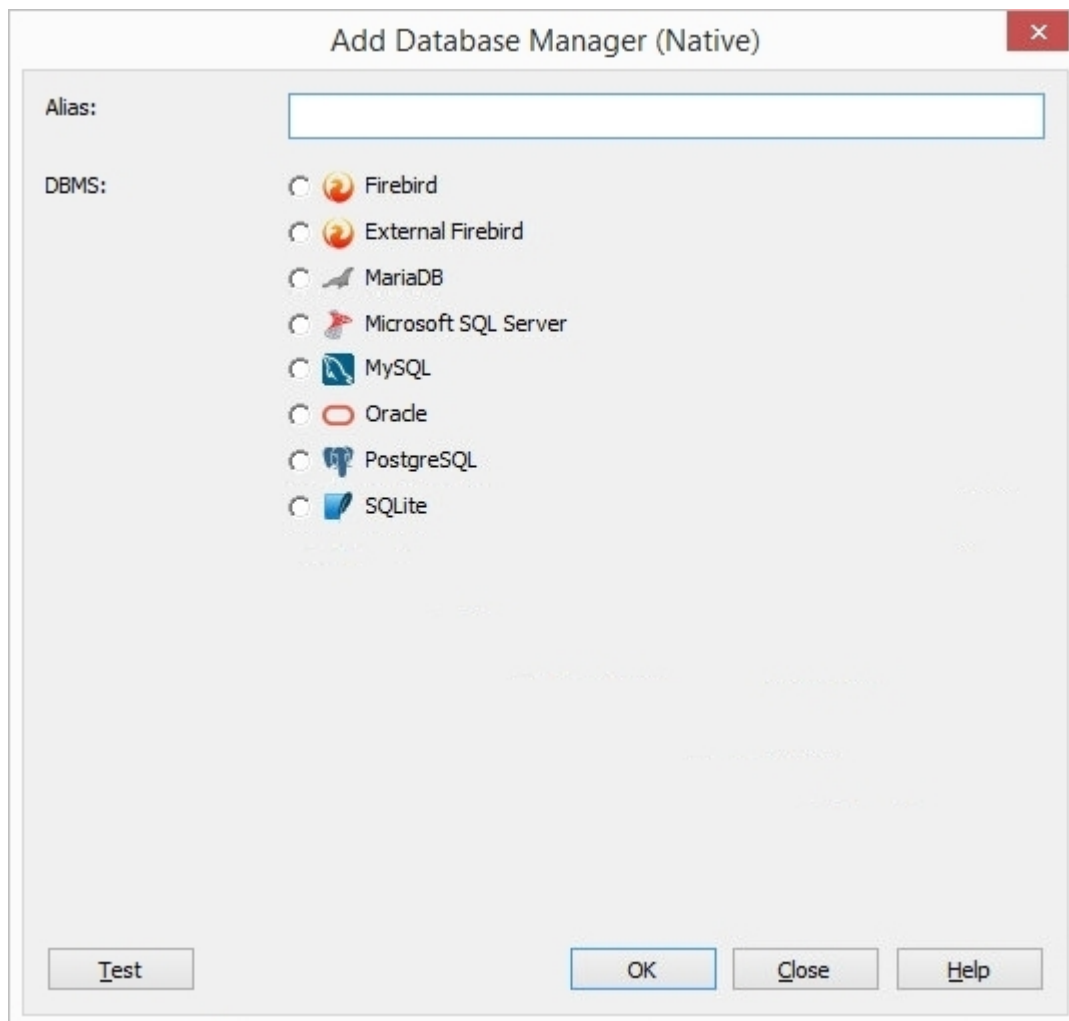 Add Database Manager (Native)
Alias:
DBMS:
Firebird
External Firebird
MariaDB
Microsoft SQL Server
MySQL
Oracle
PostgreSQL
SQLite
Test OK Close Help